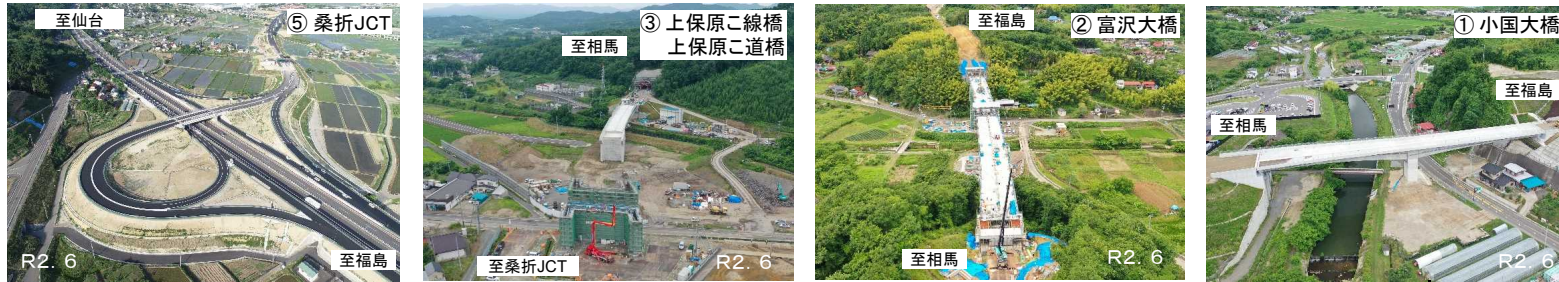 至仙台
⑤ 桑折JCT
R2. 6
至福島
③ 上保原こ線橋
上保原こ道橋
至相馬
至桑折JCT
R2. 6
② 富沢大橋
至福島
至相馬
R2. 6
① 小国大橋
至福島
至相馬
R2. 6